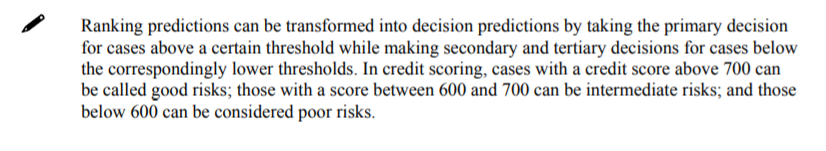 Ranking predictions can be transformed into decision predictions by taking the primary decision
for cases above a certain threshold while making secondary and tertiary decisions for cases below
the correspondingly lower thresholds. In credit scoring, cases with a credit score above 700 can
be called good risks; those with a score between 600 and 700 can be intermediate risks; and those
below 600 can be considered poor risks.